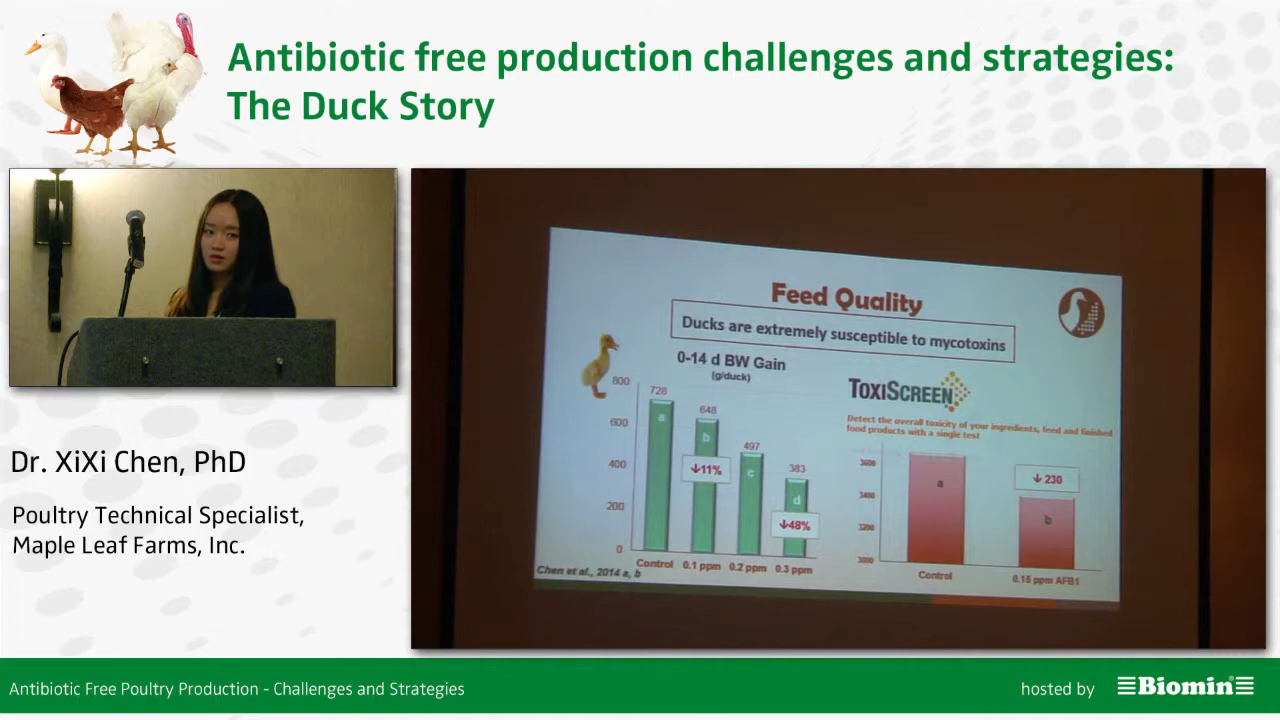 Antibiotic free production challenges and strategies:
The Duck Story
Dr. XiXi Chen, PhD
Poultry Technical Specialist,
Maple Leaf Farms, Inc.
Feed Quality
Ducks are extremely susceptible to mycotoxins
0-14 d BW Gain
(g/duck)
800
600
400
200
0
728
a
648
b
↓11%
497
c
383
d
↓48%
Control 0.1 ppm 0.2 ppm 0.3 ppm
Chen et al., 2014 a, b
TOXISCREEN
Detect the overall toxicity of your ingredients, feed and finished
food products with a single test
3600
3400
3200
3000
a
↓ 230
b
Control 0.15 ppm AFB1
Antibiotic Free Poultry Production - Challenges and Strategies
hosted by Biomin®